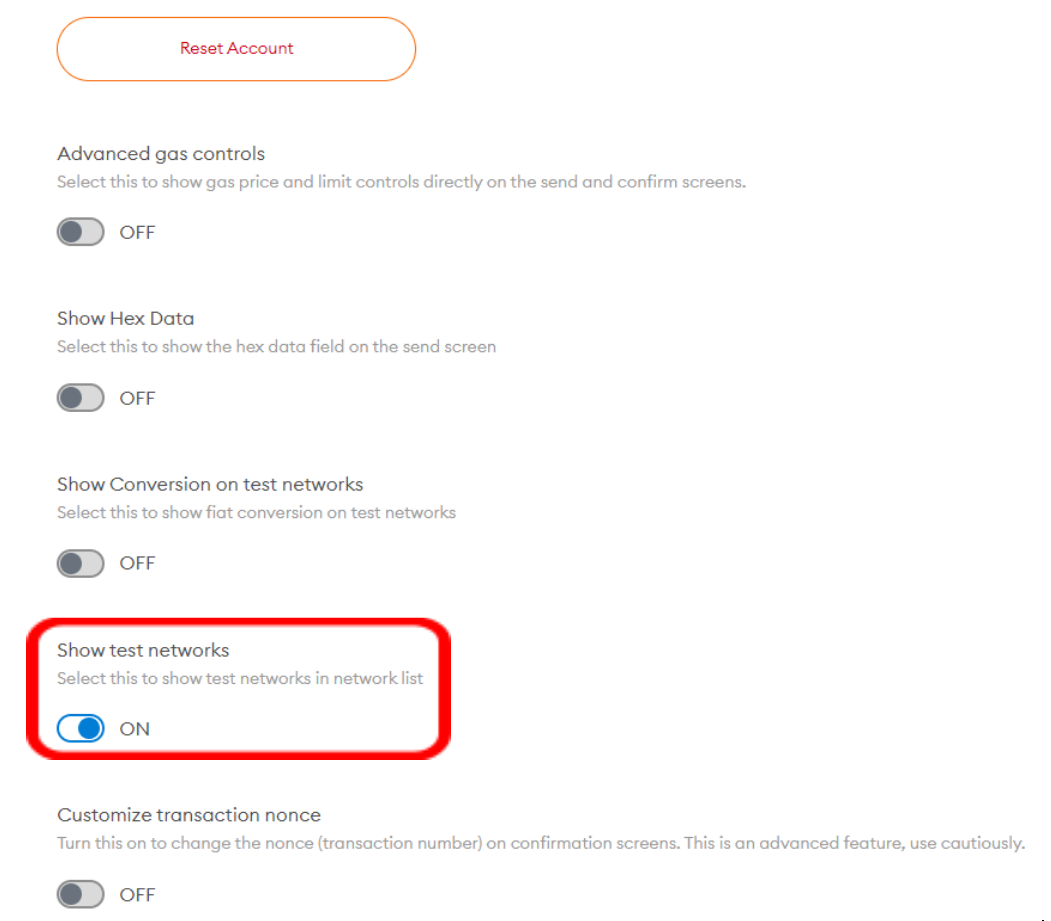 Reset Account
Advanced gas controls
Select this to show gas price and limit controls directly on the send and confirm screens.
OFF
Show Hex Data
Select this to show the hex data field on the send screen
OFF
Show Conversion on test networks
Select this to show fiat conversion on test networks
OFF
Show test networks
Select this to show test networks in network list
ON
Customize transaction nonce
Turn this on to change the nonce (transaction number) on confirmation screens. This is an advanced feature, use cautiously.
OFF